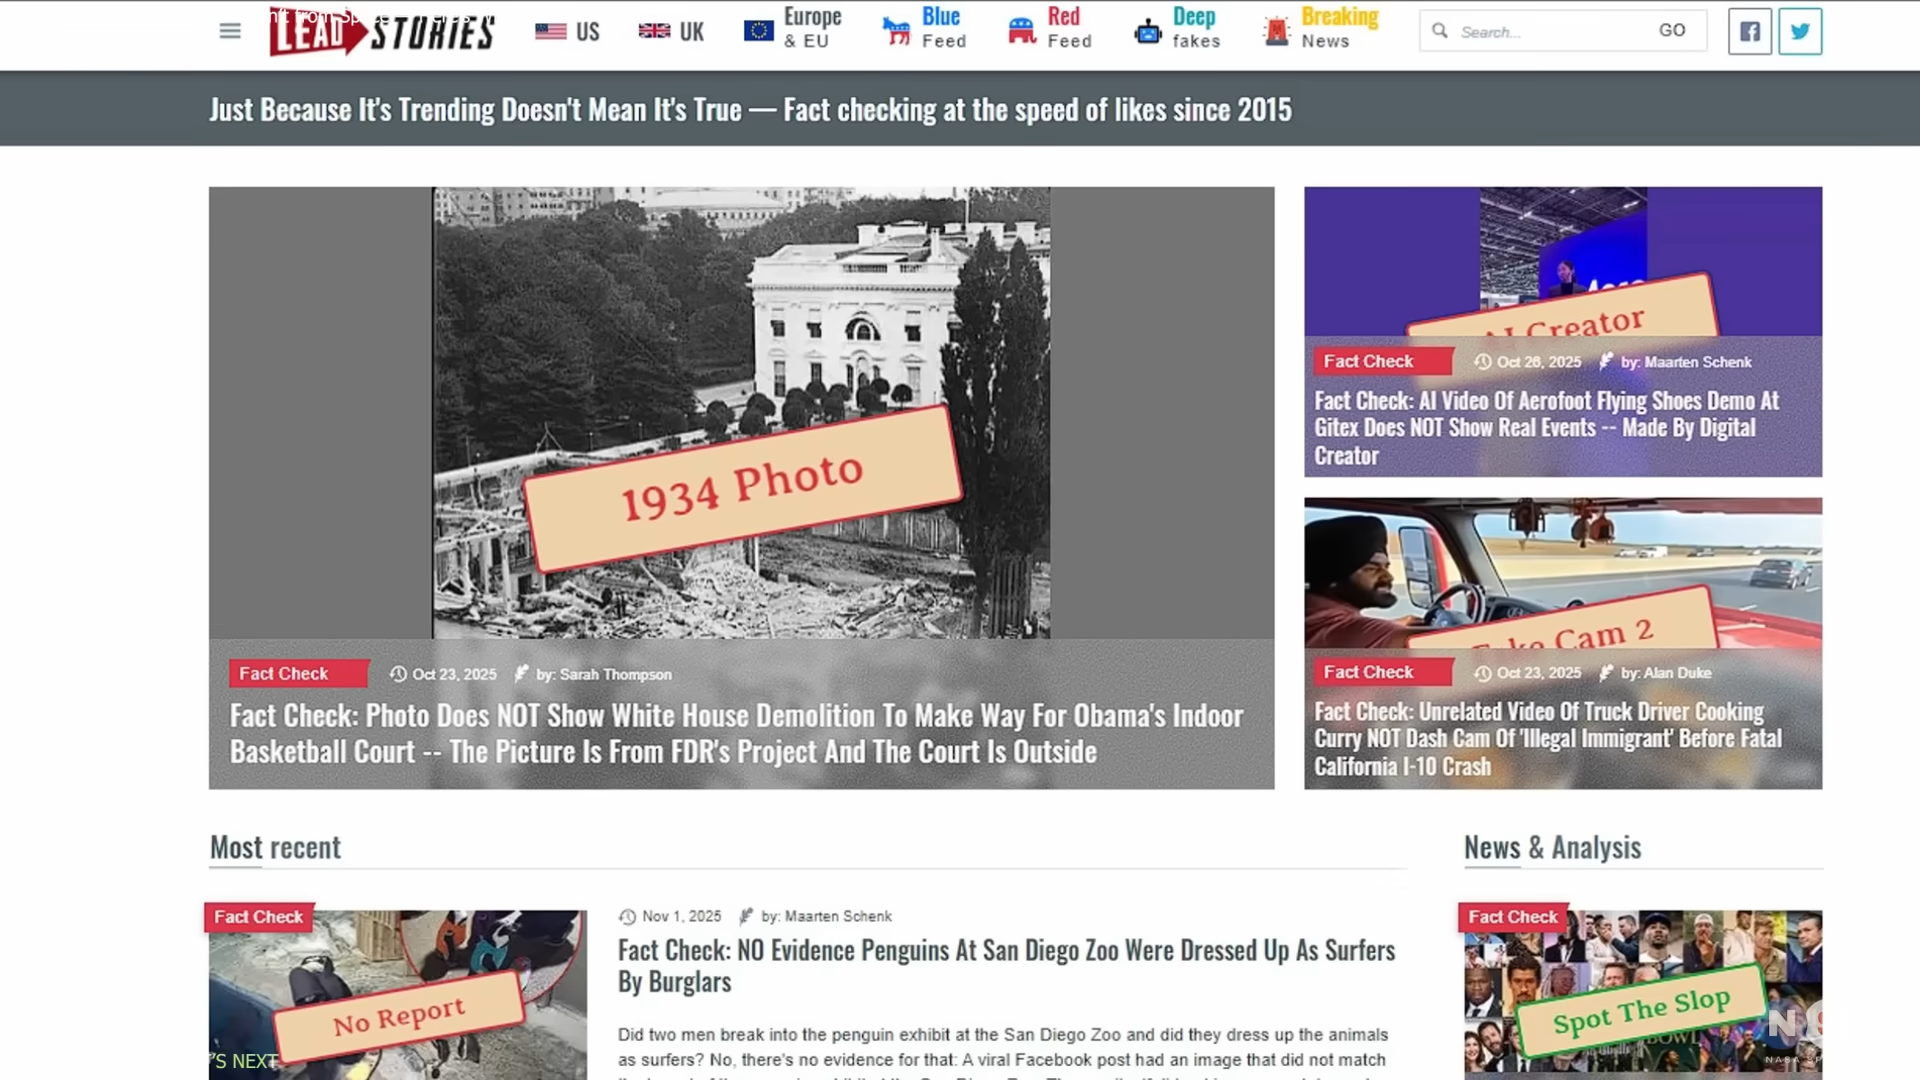 LEAD STORIES
US
UK
Europe
& EU
Blue
Feed
Red
Feed
Deep
fakes
Breaking
News
Search...
GO
Just Because It's Trending Doesn't Mean It's True — Fact checking at the speed of likes since 2015
1934 Photo
Fact Check
Oct 23, 2025
by: Sarah Thompson
Fact Check: Photo Does NOT Show White House Demolition To Make Way For Obama's Indoor
Basketball Court -- The Picture Is From FDR's Project And The Court Is Outside
AI Creator
Fact Check
Oct 26, 2025
by: Maarten Schenk
Fact Check: AI Video Of Aerofoot Flying Shoes Demo At
Gitex Does NOT Show Real Events -- Made By Digital
Creator
Fake Cam 2
Fact Check
Oct 23, 2025
by: Alan Duke
Fact Check: Unrelated Video Of Truck Driver Cooking
Curry NOT Dash Cam Of 'Illegal Immigrant' Before Fatal
California I-10 Crash
Most recent
News & Analysis
Fact Check
No Report
'S NEXT
Nov 1, 2025
by: Maarten Schenk
Fact Check: NO Evidence Penguins At San Diego Zoo Were Dressed Up As Surfers
By Burglars
Did two men break into the penguin exhibit at the San Diego Zoo and did they dress up the animals
as surfers? No, there's no evidence for that: A viral Facebook post had an image that did not match
Fact Check
Spot The Slop
NASA